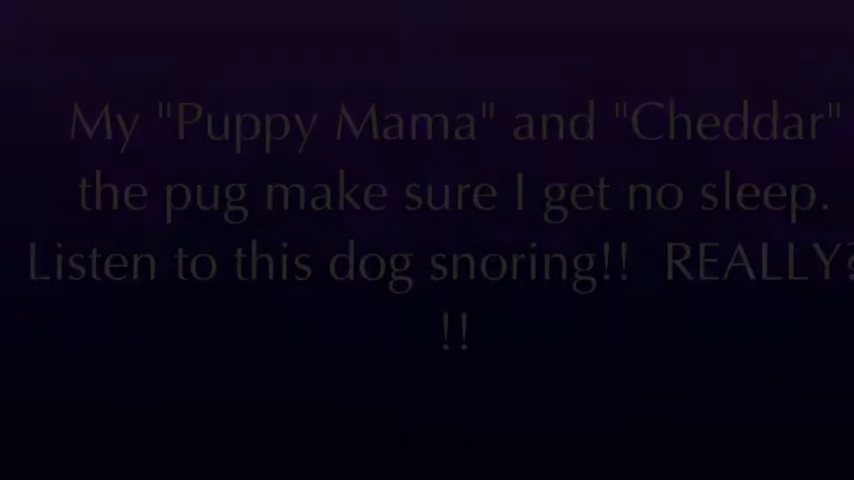 My "Puppy Mama" and "Cheddar"
the pug make sure I get no sleep.
Listen to this dog snoring!! REALLY?
!!